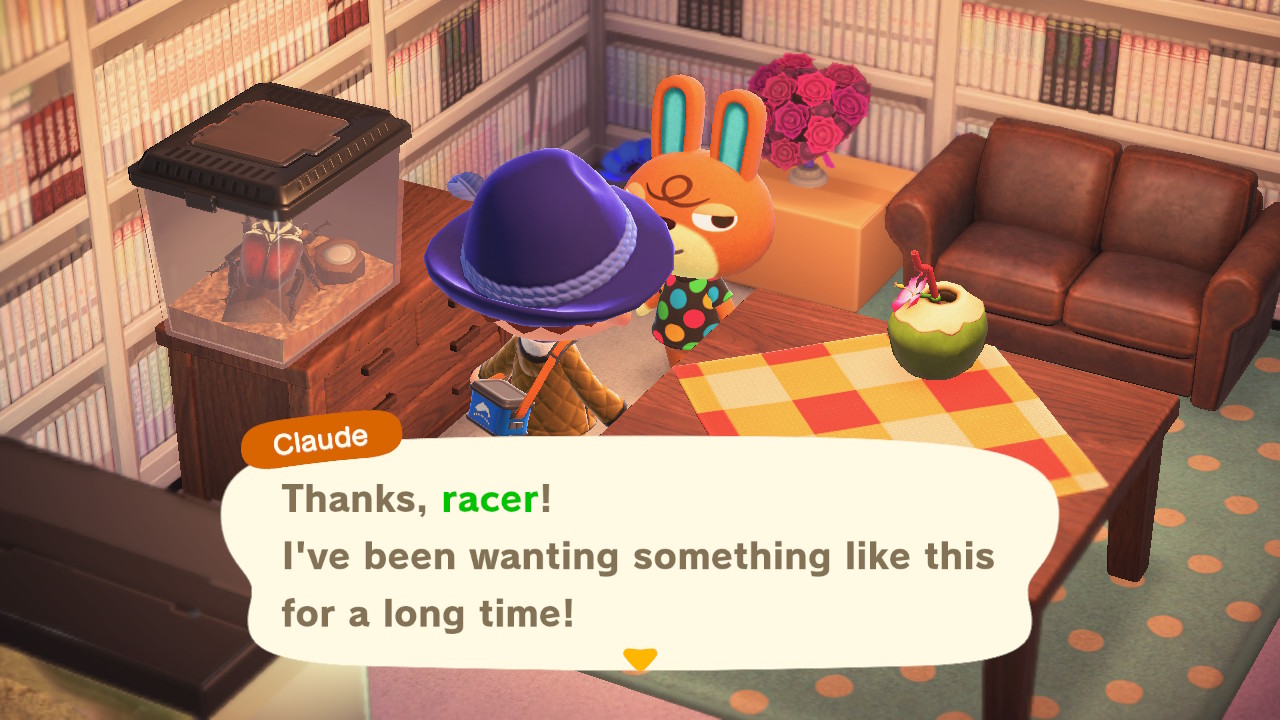 Claude
Thanks, racer!
I've been wanting something like this
for a long time!